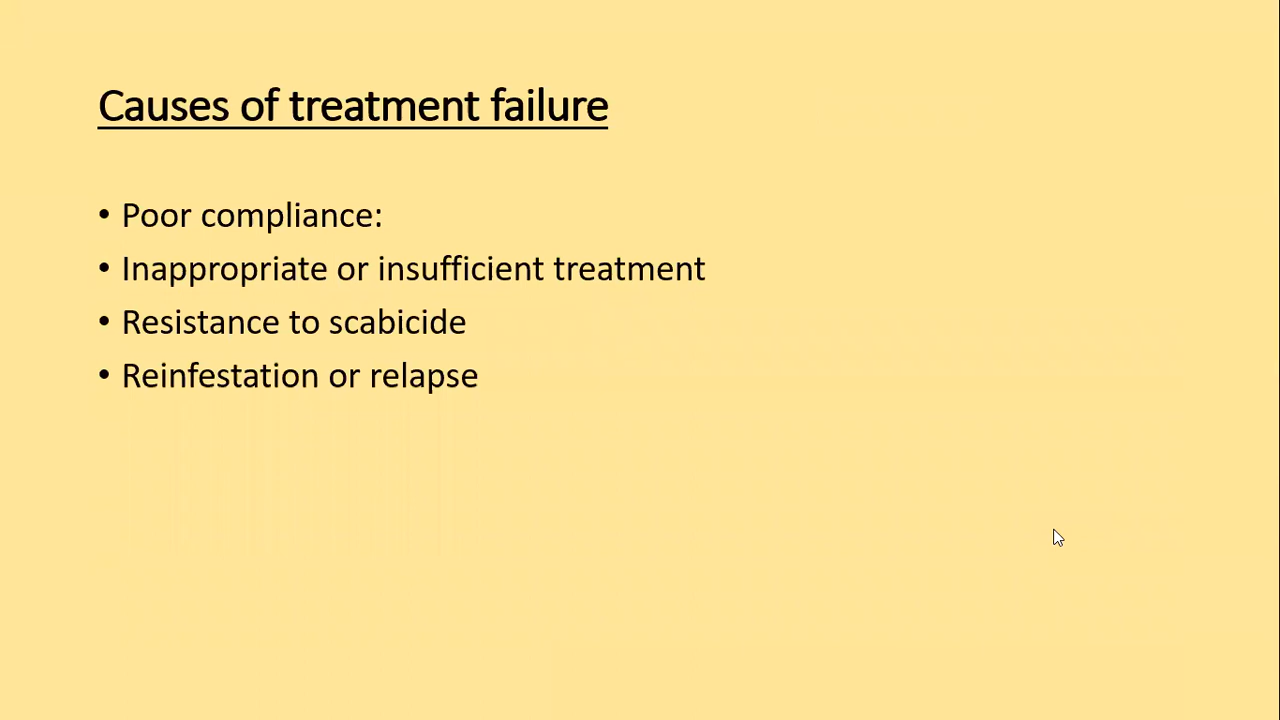 Causes of treatment failure
• Poor compliance:
• Inappropriate or insufficient treatment
• Resistance to scabicide
• Reinfestation or relapse